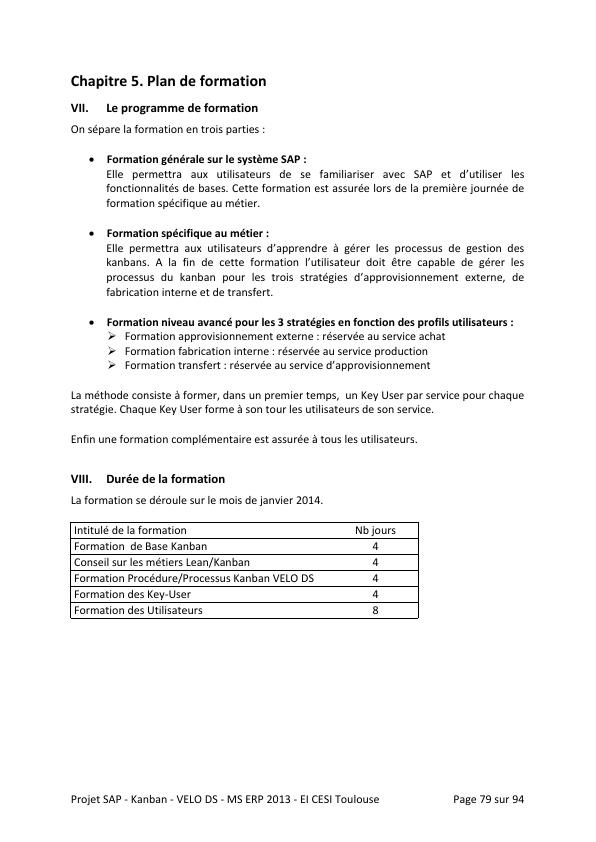 Chapitre 5. Plan de formation
VII. Le programme de formation
On sépare la formation en trois parties :
• Formation générale sur le système SAP :
Elle permettra aux utilisateurs de se familiariser avec SAP et d’utiliser les
fonctionnalités de bases. Cette formation est assurée lors de la première journée de
formation spécifique au métier.
• Formation spécifique au métier :
Elle permettra aux utilisateurs d’apprendre à gérer les processus de gestion des
kanbans. A la fin de cette formation l’utilisateur doit être capable de gérer les
processus du kanban pour les trois stratégies d’approvisionnement externe, de
fabrication interne et de transfert.
• Formation niveau avancé pour les 3 stratégies en fonction des profils utilisateurs :
➢ Formation approvisionnement externe : réservée au service achat
➢ Formation fabrication interne : réservée au service production
➢ Formation transfert : réservée au service d’approvisionnement
La méthode consiste à former, dans un premier temps, un Key User par service pour chaque
stratégie. Chaque Key User forme à son tour les utilisateurs de son service.
Enfin une formation complémentaire est assurée à tous les utilisateurs.
VIII. Durée de la formation
La formation se déroule sur le mois de janvier 2014.
Intitulé de la formation Nb jours
Formation de Base Kanban 4
Conseil sur les métiers Lean/Kanban 4
Formation Procédure/Processus Kanban VELO DS 4
Formation des Key-User 4
Formation des Utilisateurs 8
Projet SAP - Kanban - VELO DS - MS ERP 2013 - EI CESI Toulouse Page 79 sur 94